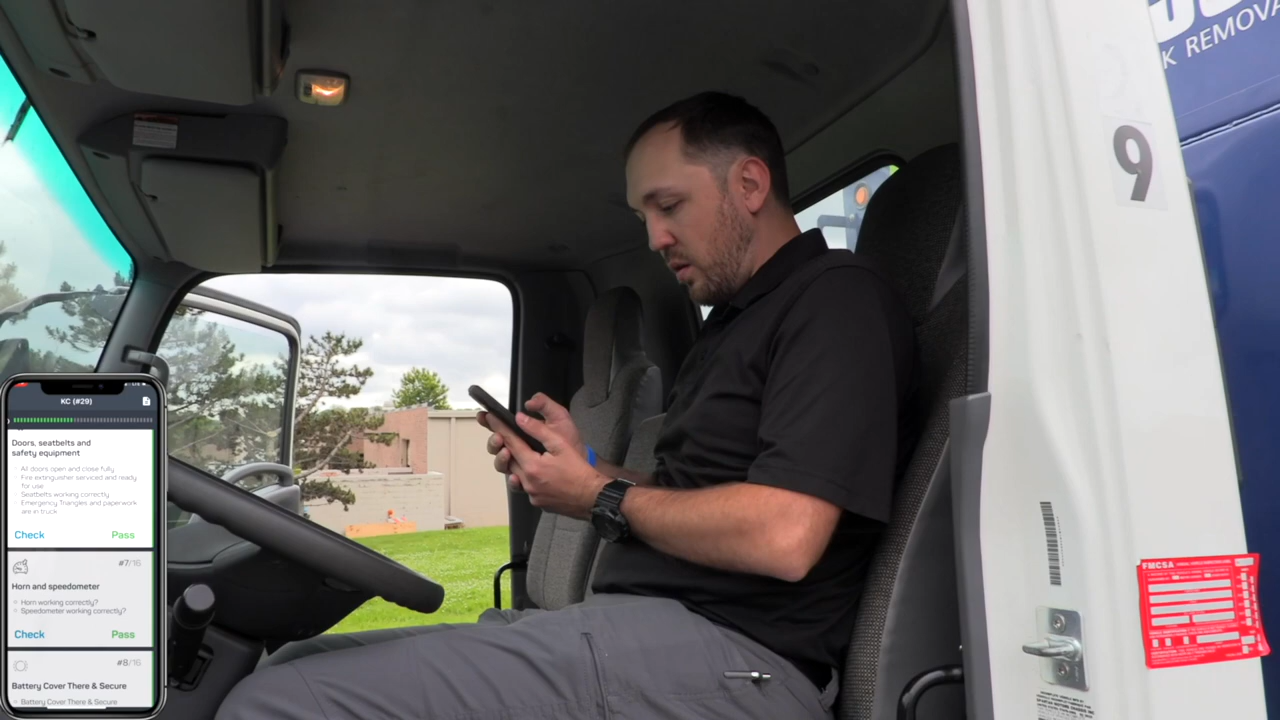 K REMOVA
9
KC (#29)
Doors, seatbelts and
safety equipment
All doors open and close fully
Fire extinguisher serviced and ready
for use
Seatbelts working correctly
Emergency Triangles and paperwork
are in truck
Check Pass
#7/16
Horn and speedometer
Horn working correctly?
Speedometer working correctly?
Check Pass
#8/16
Battery Cover There & Secure
Battery Cover There & Secure
FMCSA